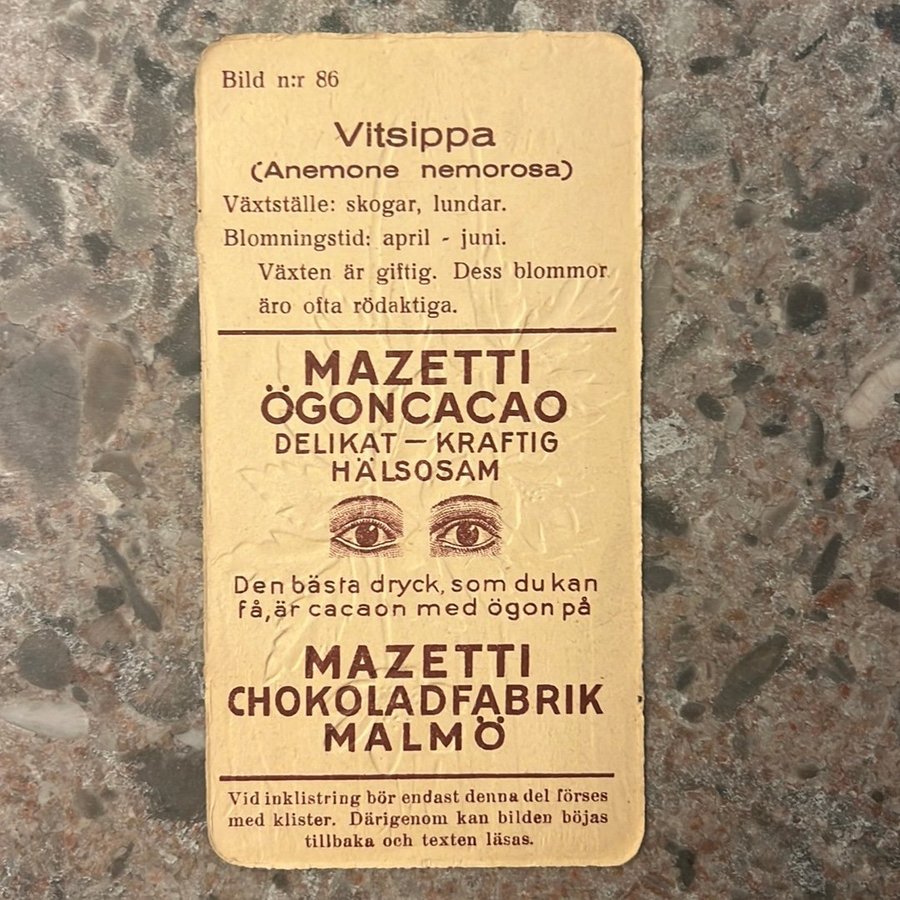 Bild n:r 86
Vitsippa
(Anemone nemorosa)
Växtställe: skogar, lundar.
Blomningstid: april - juni.
Växten är giftig. Dess blommor
äro ofta rödaktiga.
MAZETTI
ÖGONCACAO
DELIKAT — KRAFTIG
HÄLSOSAM
Den bästa dryck, som du kan
få, är cacaon med ögon på
MAZETTI
CHOKOLADFABRIK
MALMÖ
Vid inklistring bör endast denna del förses
med klister. Därigenom kan bilden böjas
tillbaka och texten läsas.